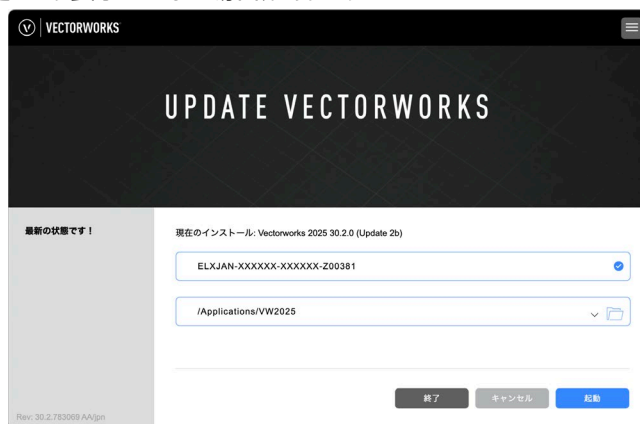 VECTORWORKS
UPDATE VECTORWORKS
最新の状態です！
現在のインストール: Vectorworks 2025 30.2.0 (Update 2b)
ELXJAN-XXXXXX-XXXXXX-Z00381
/Applications/VW2025
終了
キャンセル
起動
Rev: 30.2.783069 AA/jpn